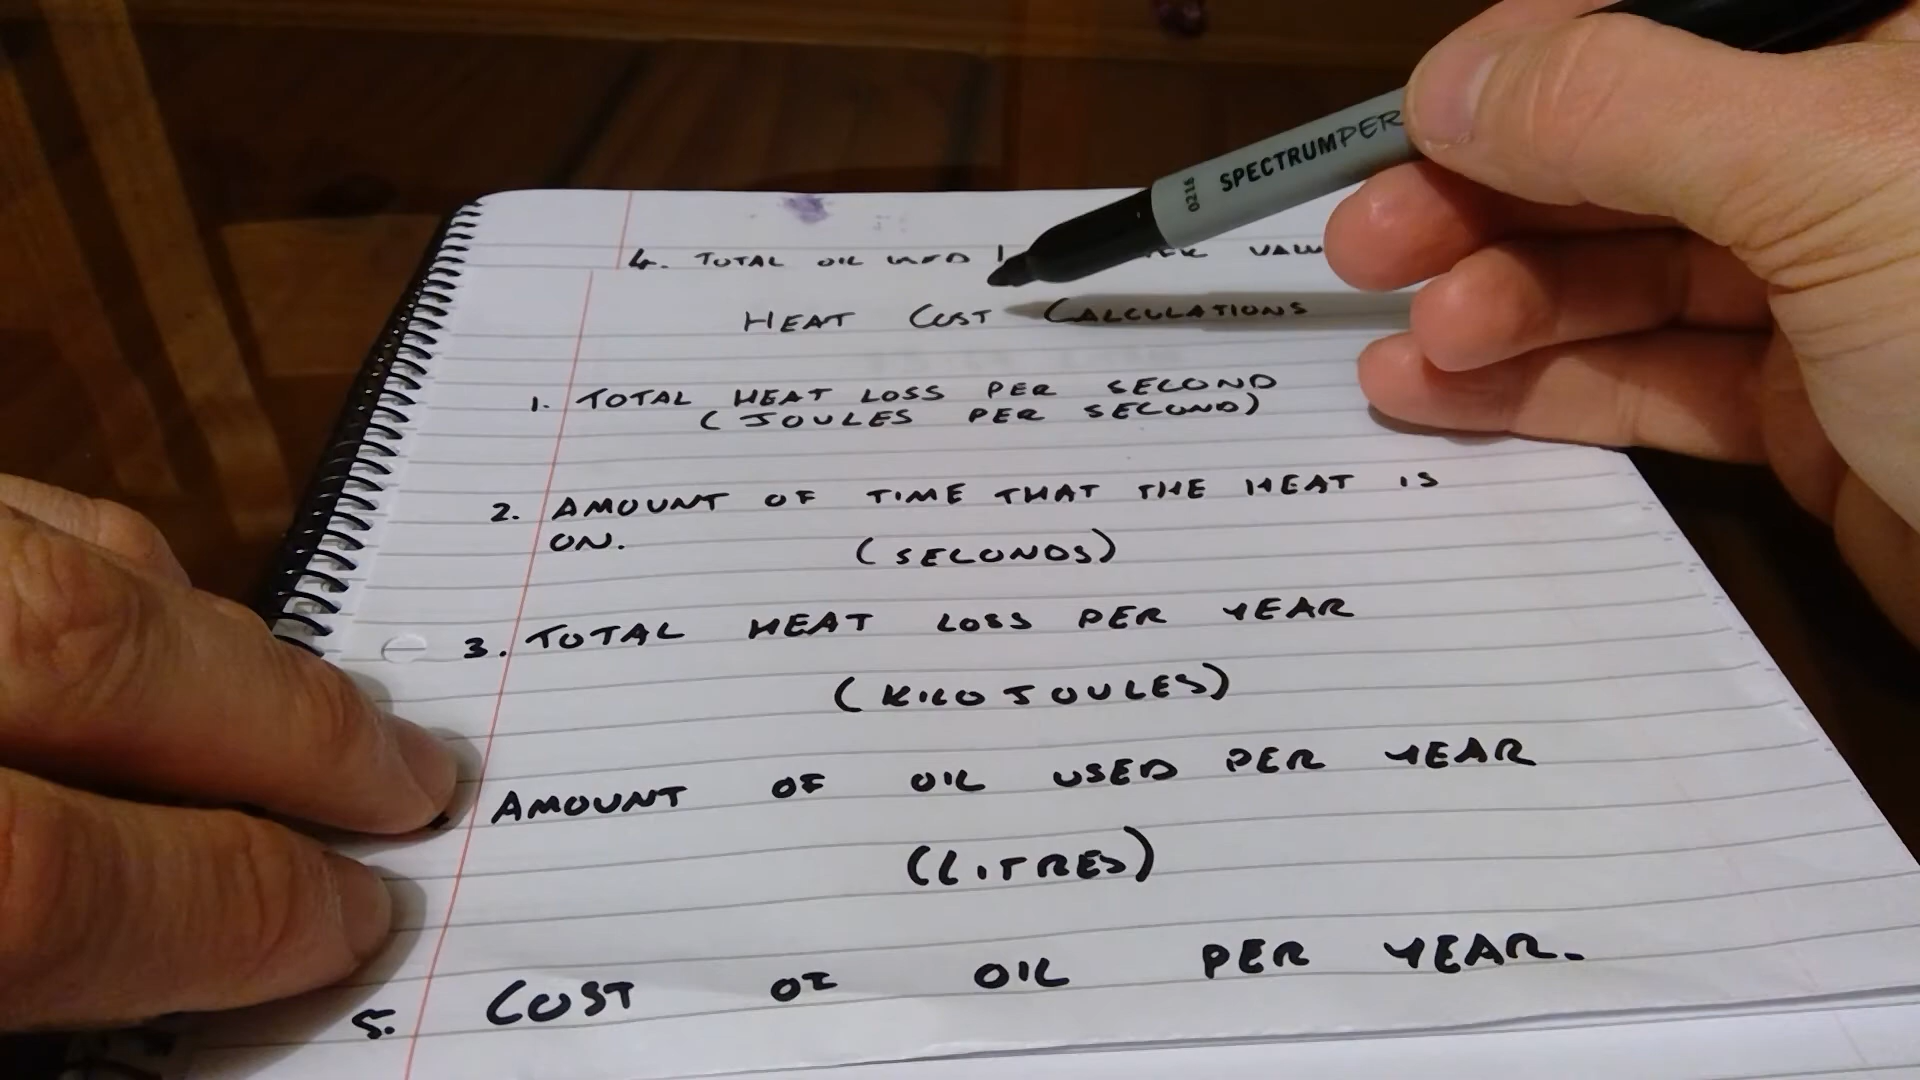 4. TOTAL OIL USED
HEAT COST CALCULATIONS
1. TOTAL HEAT LOSS PER SECOND
(JOULES PER SECOND)
2. AMOUNT OF TIME THAT THE HEAT IS
ON. (SECONDS)
3. TOTAL HEAT LOSS PER YEAR
(KILOJOULES)
AMOUNT OF OIL USED PER YEAR
(LITRES)
5. COST OF OIL PER YEAR.
0216 SPECTRUMPER